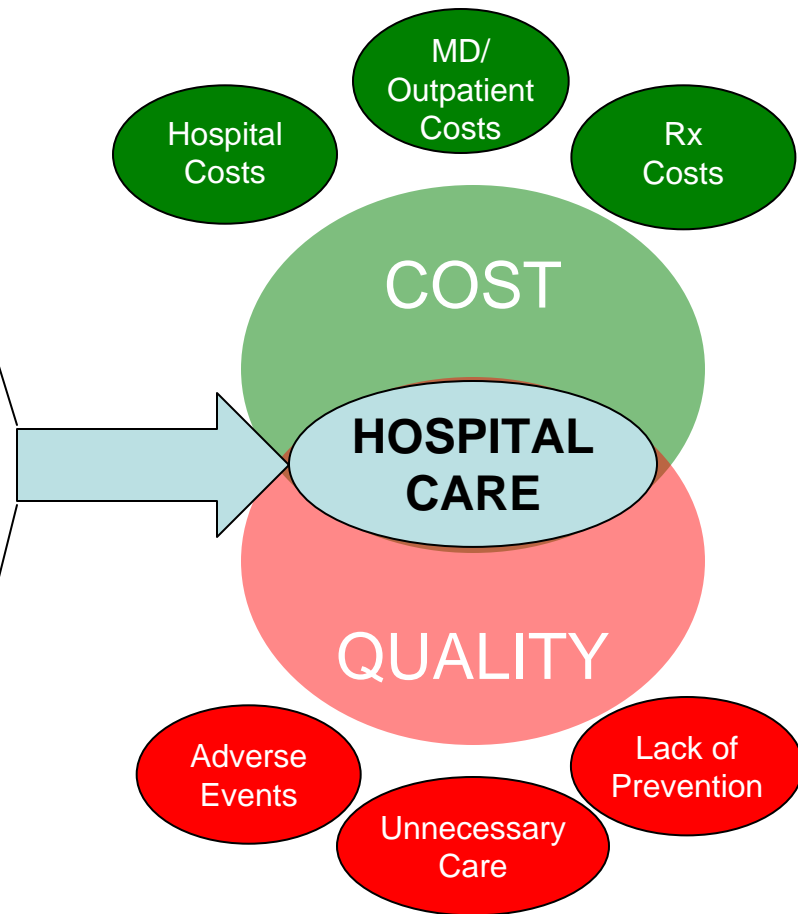 MD/
Outpatient
Costs
Hospital
Costs
Rx
Costs
COST
HOSPITAL
CARE
QUALITY
Adverse
Events
Lack of
Prevention
Unnecessary
Care